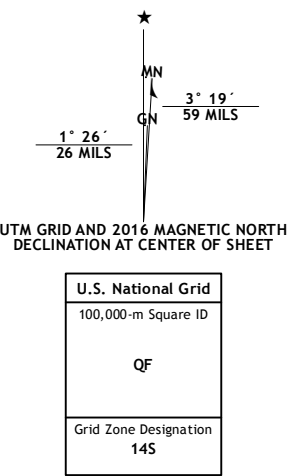 ★
MN
3° 19´
59 MILS
GN
1° 26´
26 MILS
UTM GRID AND 2016 MAGNETIC NORTH
DECLINATION AT CENTER OF SHEET
U.S. National Grid
100,000-m Square ID
QF
Grid Zone Designation
14S